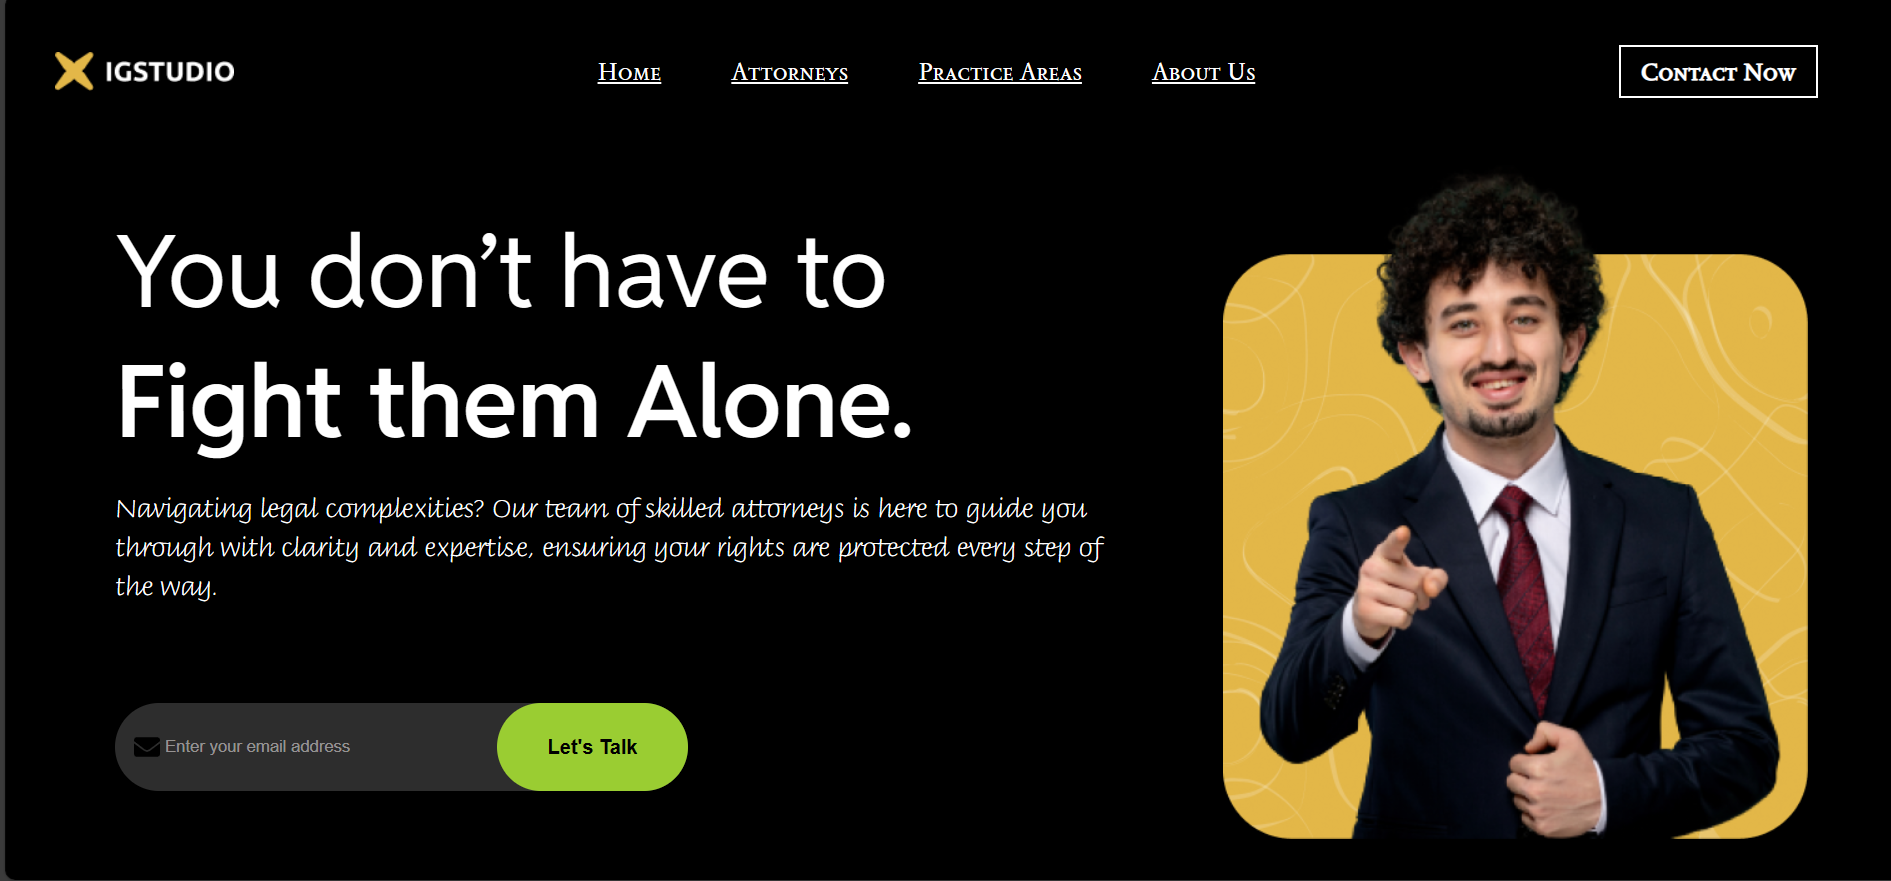 IGSTUDIO
Home
Attorneys
Practice Areas
About Us
Contact Now
You don’t have to
Fight them Alone.
Navigating legal complexities? Our team of skilled attorneys is here to guide you
through with clarity and expertise, ensuring your rights are protected every step of
the way.
Enter your email address
Let's Talk